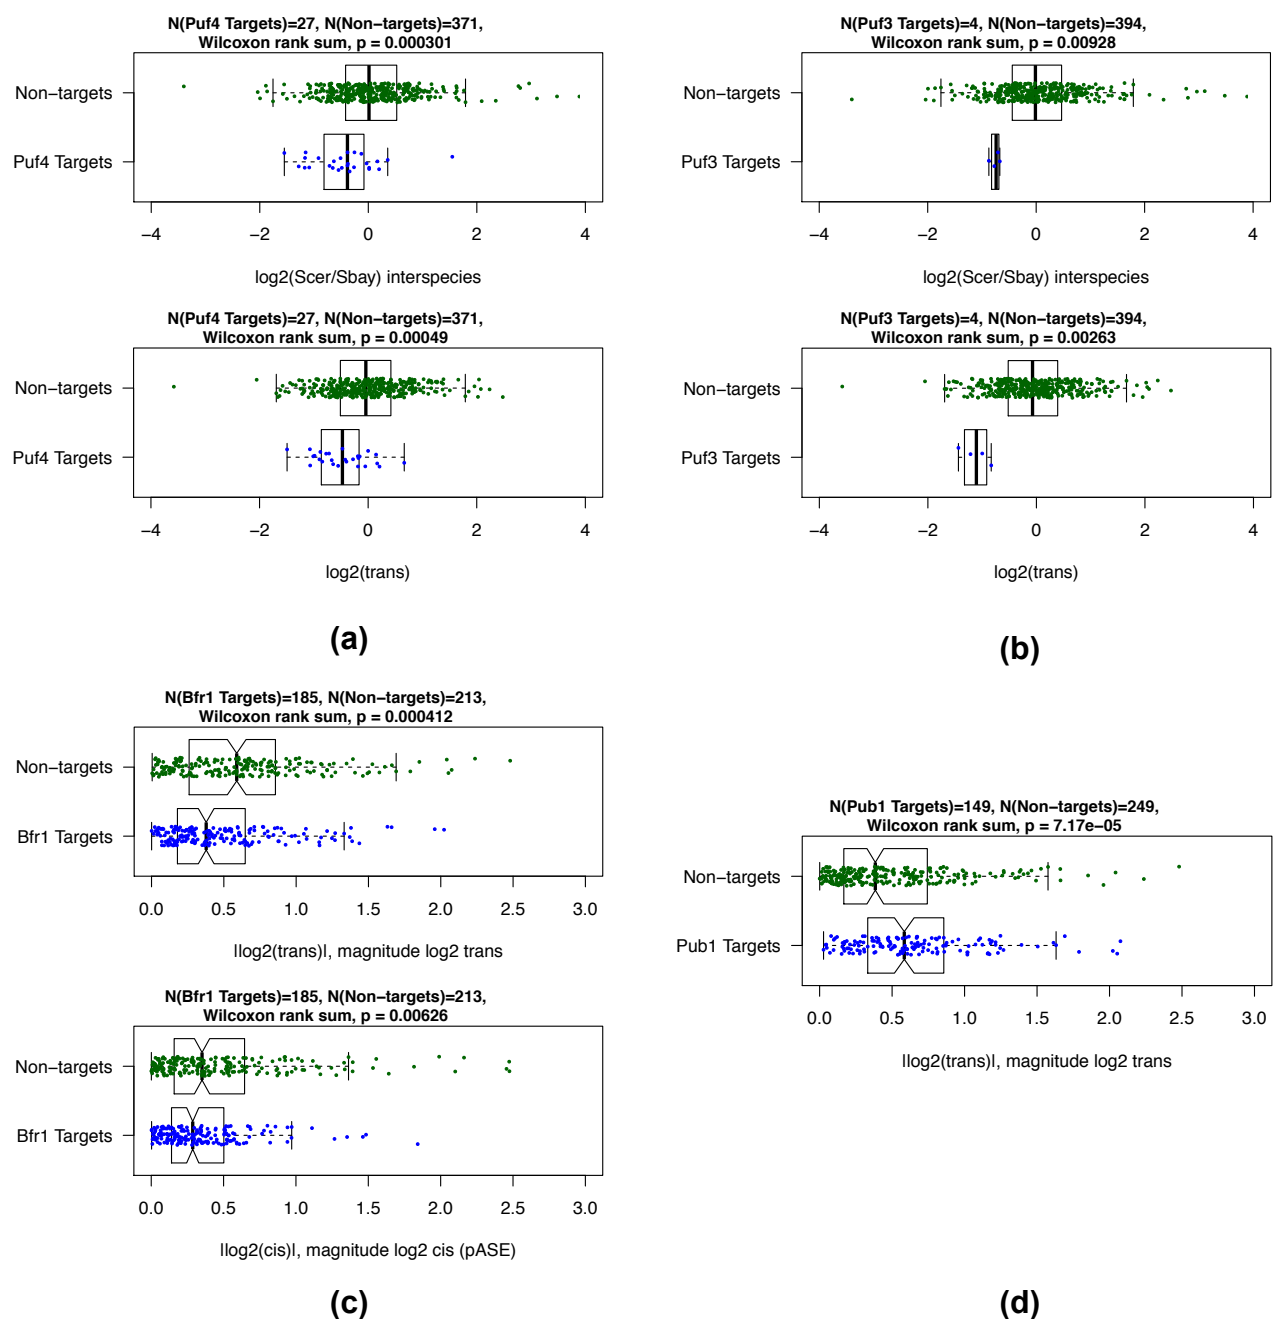 N(Puf4 Targets)=27, N(Non−targets)=371,
Wilcoxon rank sum, p = 0.000301
Non−targets
Puf4 Targets
−4 −2 0 2 4
log2(Scer/Sbay) interspecies
N(Puf4 Targets)=27, N(Non−targets)=371,
Wilcoxon rank sum, p = 0.00049
Non−targets
Puf4 Targets
−4 −2 0 2 4
log2(trans)
(a)
N(Puf3 Targets)=4, N(Non−targets)=394,
Wilcoxon rank sum, p = 0.00928
Non−targets
Puf3 Targets
−4 −2 0 2 4
log2(Scer/Sbay) interspecies
N(Puf3 Targets)=4, N(Non−targets)=394,
Wilcoxon rank sum, p = 0.00263
Non−targets
Puf3 Targets
−4 −2 0 2 4
log2(trans)
(b)
N(Bfr1 Targets)=185, N(Non−targets)=213,
Wilcoxon rank sum, p = 0.000412
Non−targets
Bfr1 Targets
0.0 0.5 1.0 1.5 2.0 2.5 3.0
|log2(trans)|, magnitude log2 trans
N(Bfr1 Targets)=185, N(Non−targets)=213,
Wilcoxon rank sum, p = 0.00626
Non−targets
Bfr1 Targets
0.0 0.5 1.0 1.5 2.0 2.5 3.0
|log2(cis)|, magnitude log2 cis (pASE)
(c)
N(Pub1 Targets)=149, N(Non−targets)=249,
Wilcoxon rank sum, p = 7.17e−05
Non−targets
Pub1 Targets
0.0 0.5 1.0 1.5 2.0 2.5 3.0
|log2(trans)|, magnitude log2 trans
(d)